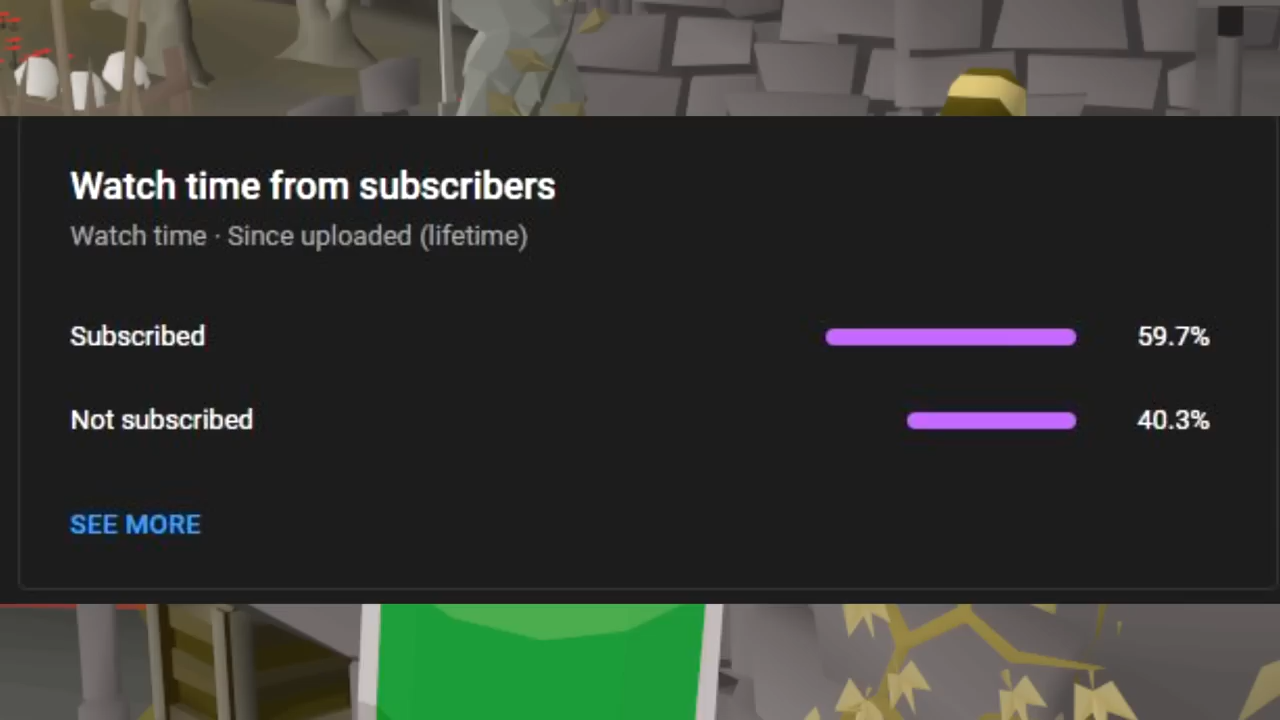 Watch time from subscribers
Watch time · Since uploaded (lifetime)
Subscribed 59.7%
Not subscribed 40.3%
SEE MORE